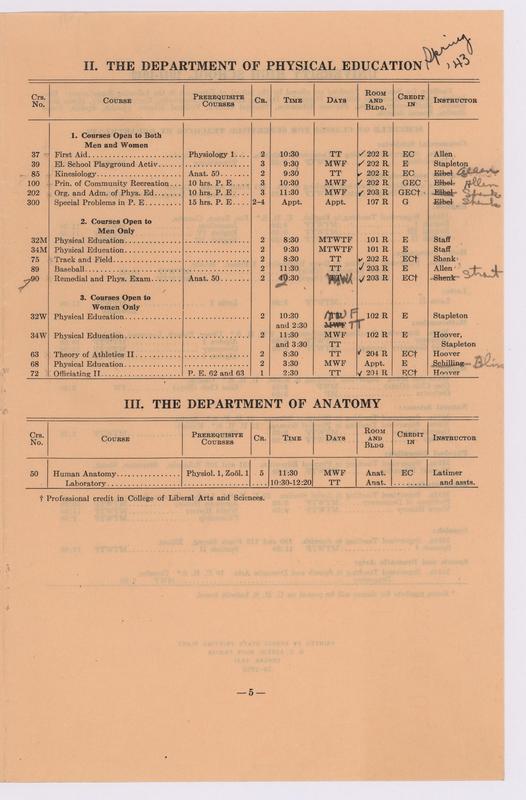 Spring '43
II. THE DEPARTMENT OF PHYSICAL EDUCATION
Crs. No. COURSE PREREQUISITE COURSES CR. TIME DAYS ROOM AND BLDG. CREDIT IN INSTRUCTOR
1. Courses Open to Both Men and Women
37 First Aid Physiology 1 2 10:30 TT ✓ 202 R EC Allen
39 El. School Playground Activ. 3 9:30 MWF ✓ 202 R E Stapleton
85 Kinesiology Anat. 50 2 9:30 TT ✓ 202 R EC Elbel Allen
100 Prin. of Community Recreation 10 hrs. P. E. 3 10:30 MWF ✓ 202 R GEC Elbel Allen
202 Org. and Adm. of Phys. Ed. 10 hrs. P. E. 3 11:30 MWF ✓ 203 R GEC† Elbel Shenk
300 Special Problems in P. E. 15 hrs. P. E. 2-4 Appt. Appt. 107 R G Elbel Shenk
2. Courses Open to Men Only
32M Physical Education 2 8:30 MTWTF 101 R E Staff
34M Physical Education 2 9:30 MTWTF 101 R E Staff
75 Track and Field 2 8:30 TT ✓ 202 R EC† Shenk
89 Baseball 2 11:30 TT ✓ 203 R E Allen
90 Remedial and Phys. Exam. Anat. 50 2 :30 ✓ 203 R EC† Shenk Strait
3. Courses Open to Women Only
32W Physical Education 2 10:30 MWF 102 R E Stapleton
and 2:30 MWF TT
34W Physical Education 2 11:30 MWF 102 R E Hoover,
and 3:30 TT Stapleton
63 Theory of Athletics II 2 8:30 TT ✓ 204 R EC† Hoover
68 Physical Education 2 3:30 MWF Appt. E Schilling
72 Officiating II P. E. 62 and 63 1 2:30 TT ✓ 201 R EC† Hoover
III. THE DEPARTMENT OF ANATOMY
Crs. No. COURSE PREREQUISITE COURSES CR. TIME DAYS ROOM AND BLDG CREDIT IN INSTRUCTOR
50 Human Anatomy Physiol. 1, Zoöl. 1 5 11:30 MWF Anat. EC Latimer
Laboratory 10:30-12:20 TT Anat. and assts.
† Professional credit in College of Liberal Arts and Sciences.
—5—